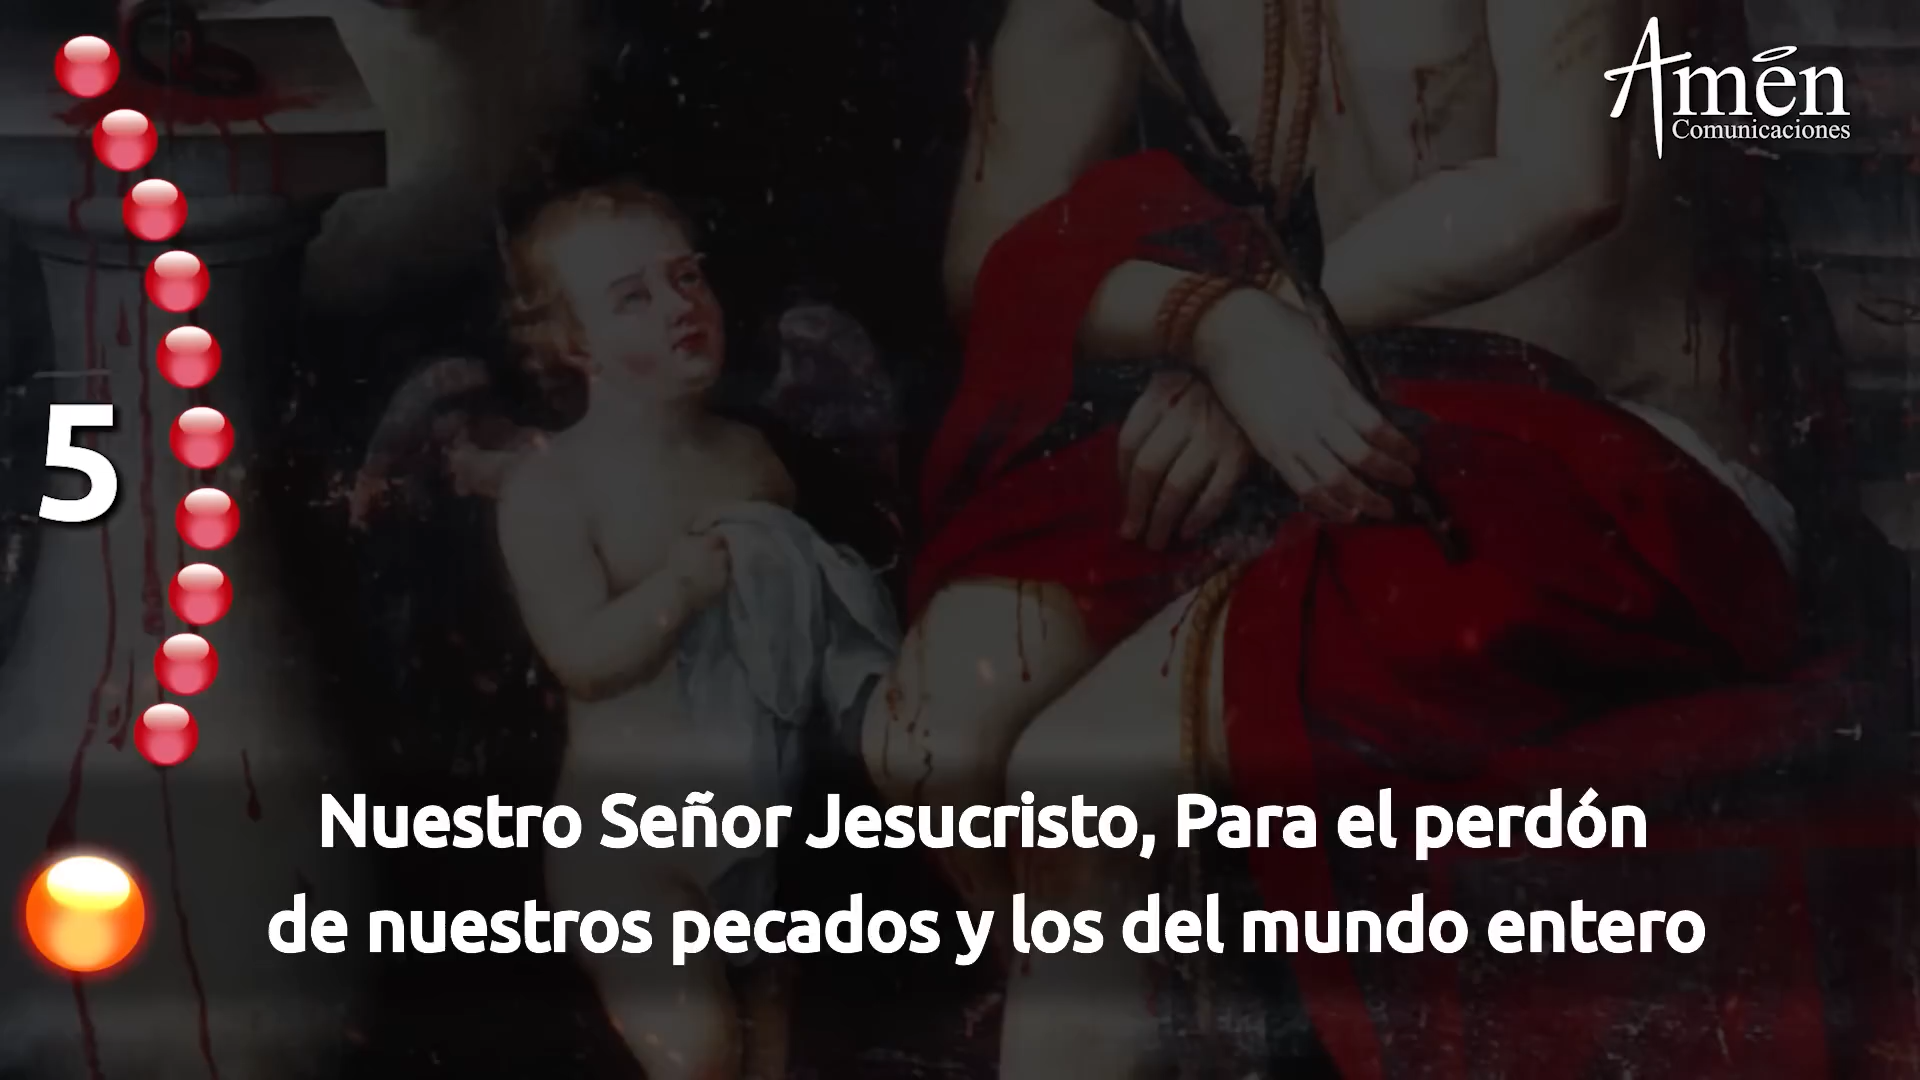 Amén
Comunicaciones
5
Nuestro Señor Jesucristo, Para el perdón
de nuestros pecados y los del mundo entero